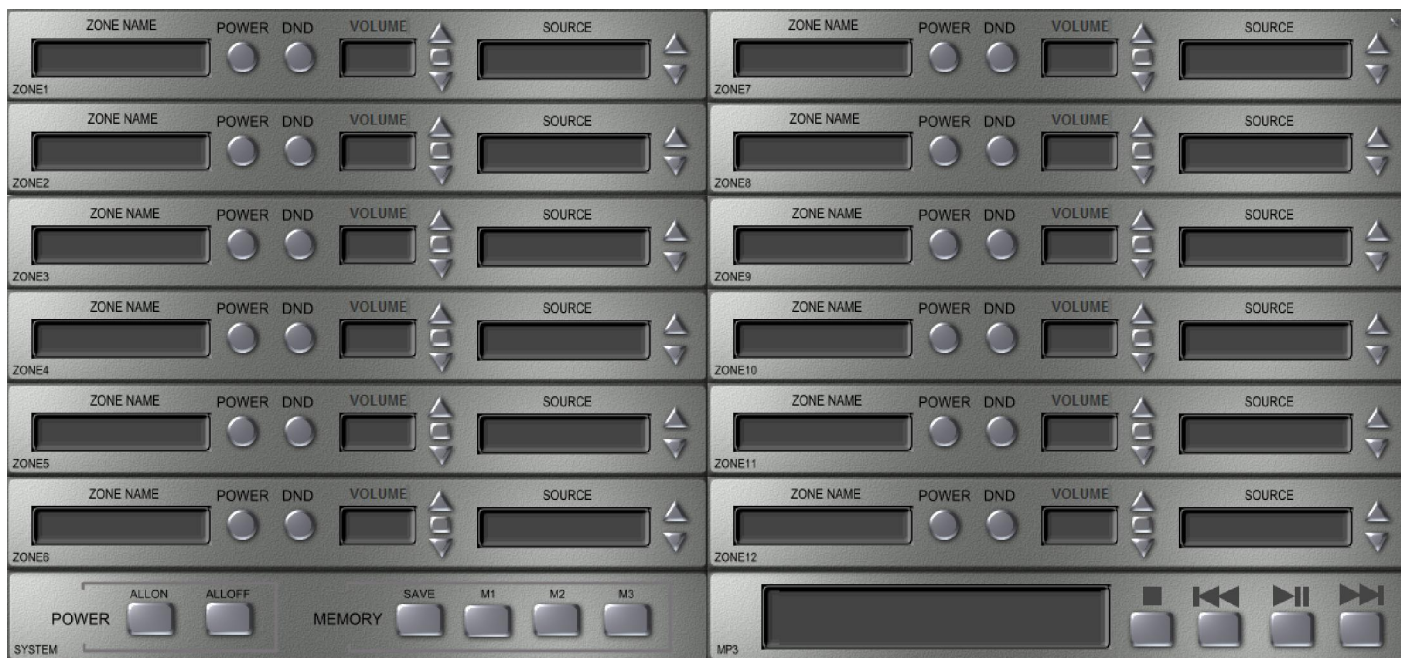 ZONE NAME POWER DND VOLUME SOURCE
ZONE1
ZONE NAME POWER DND VOLUME SOURCE
ZONE7
ZONE NAME POWER DND VOLUME SOURCE
ZONE2
ZONE NAME POWER DND VOLUME SOURCE
ZONE8
ZONE NAME POWER DND VOLUME SOURCE
ZONE3
ZONE NAME POWER DND VOLUME SOURCE
ZONE9
ZONE NAME POWER DND VOLUME SOURCE
ZONE4
ZONE NAME POWER DND VOLUME SOURCE
ZONE10
ZONE NAME POWER DND VOLUME SOURCE
ZONE5
ZONE NAME POWER DND VOLUME SOURCE
ZONE11
ZONE NAME POWER DND VOLUME SOURCE
ZONE6
ZONE NAME POWER DND VOLUME SOURCE
ZONE12
ALLON ALLOFF SAVE M1 M2 M3
POWER MEMORY
SYSTEM
MP3